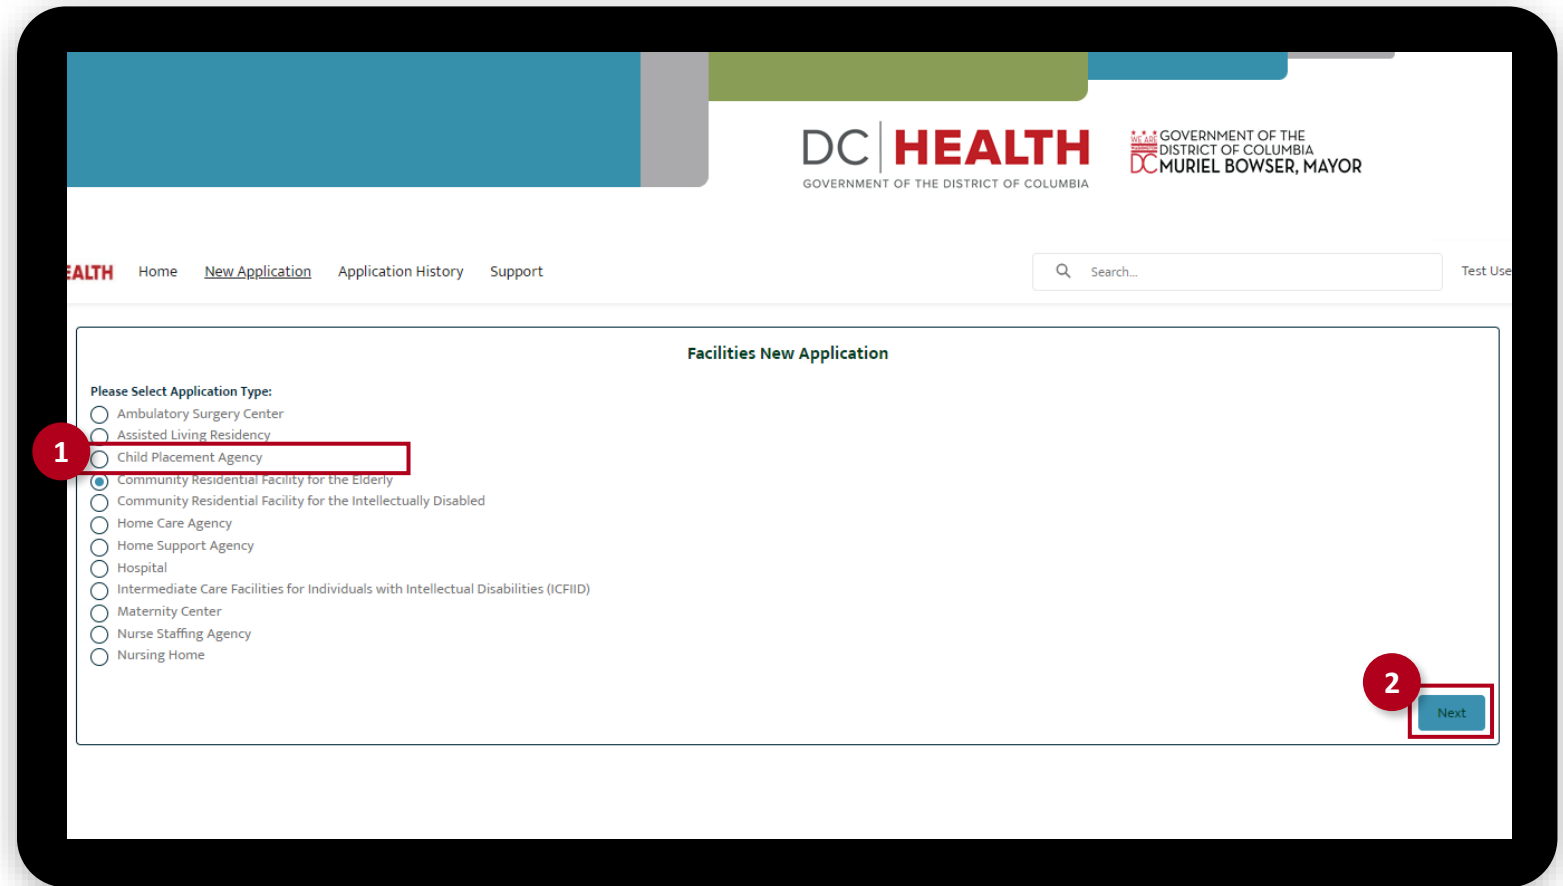 DC HEALTH
GOVERNMENT OF THE DISTRICT OF COLUMBIA
WE ARE WASHINGTON DC
GOVERNMENT OF THE
DISTRICT OF COLUMBIA
MURIEL BOWSER, MAYOR
EALTH Home New Application Application History Support Search... Test Use
Facilities New Application
Please Select Application Type:
Ambulatory Surgery Center
Assisted Living Residency
1
Child Placement Agency
Community Residential Facility for the Elderly
Community Residential Facility for the Intellectually Disabled
Home Care Agency
Home Support Agency
Hospital
Intermediate Care Facilities for Individuals with Intellectual Disabilities (ICFIID)
Maternity Center
Nurse Staffing Agency
Nursing Home
2
Next